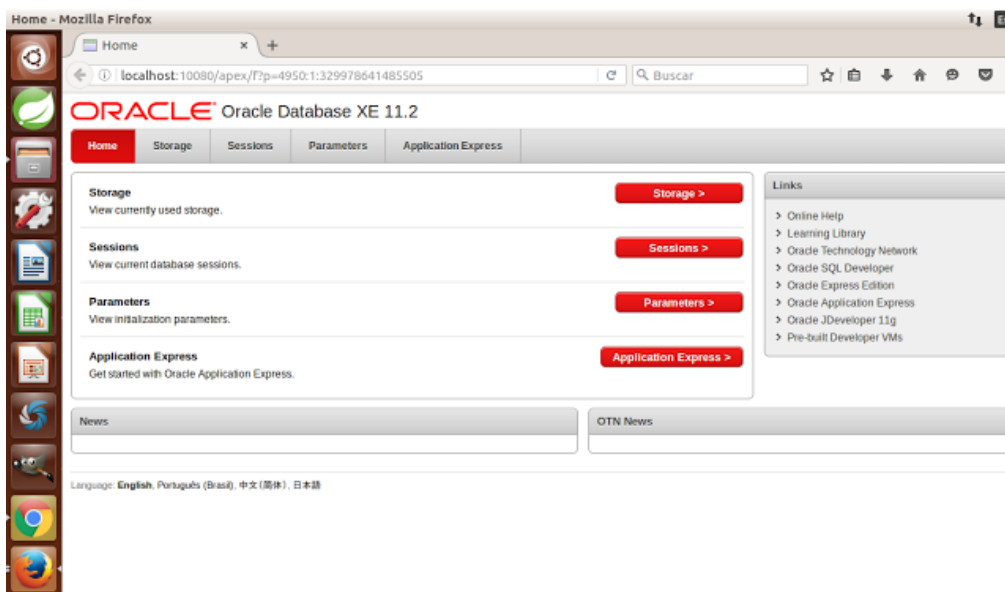 Home - Mozilla Firefox
Home × +
localhost:10080/apex/f?p=4950:1:329978641485505
Buscar
ORACLE Oracle Database XE 11.2
Home Storage Sessions Parameters Application Express
Storage
View currently used storage.
Storage >
Sessions
View current database sessions.
Sessions >
Parameters
View initialization parameters.
Parameters >
Application Express
Get started with Oracle Application Express.
Application Express >
Links
> Online Help
> Learning Library
> Oracle Technology Network
> Oracle SQL Developer
> Oracle Express Edition
> Oracle Application Express
> Oracle JDeveloper 11g
> Pre-built Developer VMs
News
OTN News
Language: English, Português (Brasil), 中文(简体), 日本語